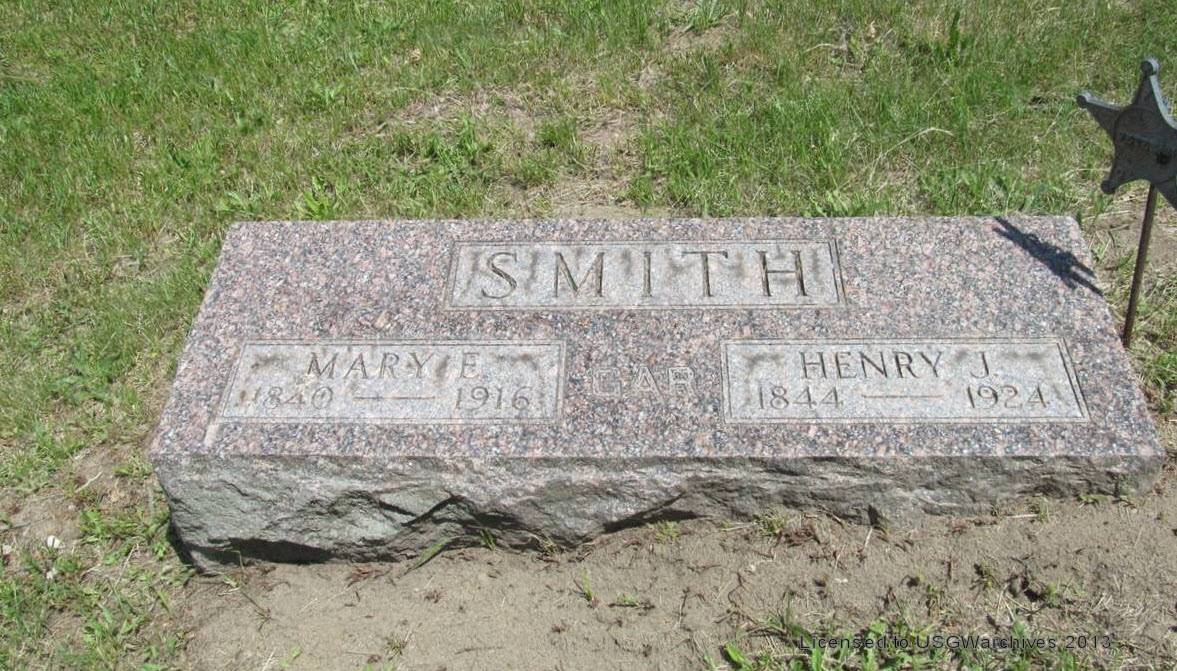 SMITH
MARY E.
1840 — 1916
GAR
HENRY J.
1844 — 1924
Licensed to USGWarchives 2013